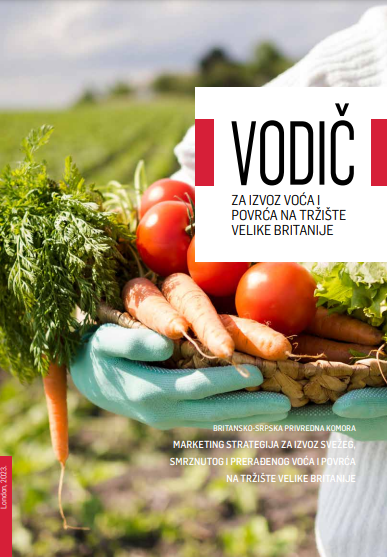 VODIČ
ZA IZVOZ VOĆA I
POVRĆA NA TRŽIŠTE
VELIKE BRITANIJE
BRITANSKO-SRPSKA PRIVREDNA KOMORA
MARKETING STRATEGIJA ZA IZVOZ SVEŽEG,
SMRZNUTOG I PRERAĐENOG VOĆA I POVRĆA
NA TRŽIŠTE VELIKE BRITANIJE
London, 2023.